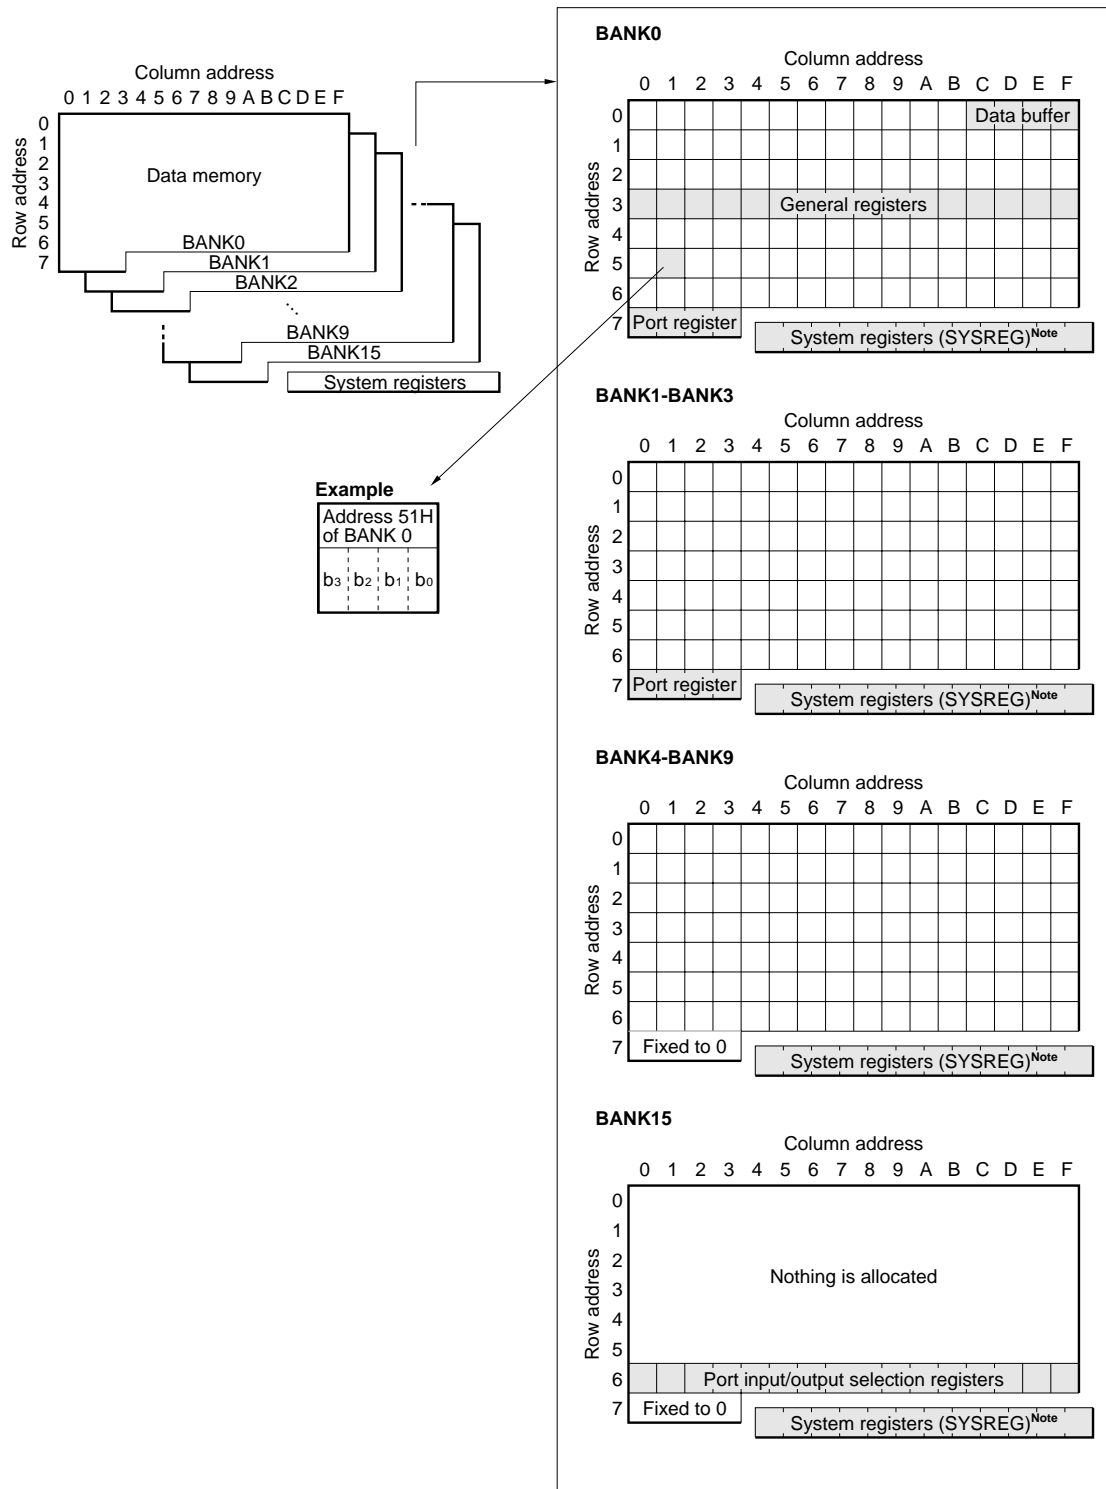 Column address
0 1 2 3 4 5 6 7 8 9 A B C D E F
Row address
0
1
2
3
4
5
6
7
Data memory
BANK0
BANK1
BANK2
BANK9
BANK15
System registers
Example
Address 51H
of BANK 0
b3 b2 b1 b0
BANK0
Column address
0 1 2 3 4 5 6 7 8 9 A B C D E F
Row address
0 Data buffer
1
2
3 General registers
4
5
6
7 Port register System registers (SYSREG)Note
BANK1-BANK3
Column address
0 1 2 3 4 5 6 7 8 9 A B C D E F
Row address
0
1
2
3
4
5
6
7 Port register System registers (SYSREG)Note
BANK4-BANK9
Column address
0 1 2 3 4 5 6 7 8 9 A B C D E F
Row address
0
1
2
3
4
5
6
7 Fixed to 0 System registers (SYSREG)Note
BANK15
Column address
0 1 2 3 4 5 6 7 8 9 A B C D E F
Row address
0
1
2
Nothing is allocated
3
4
5
6 Port input/output selection registers
7 Fixed to 0 System registers (SYSREG)Note